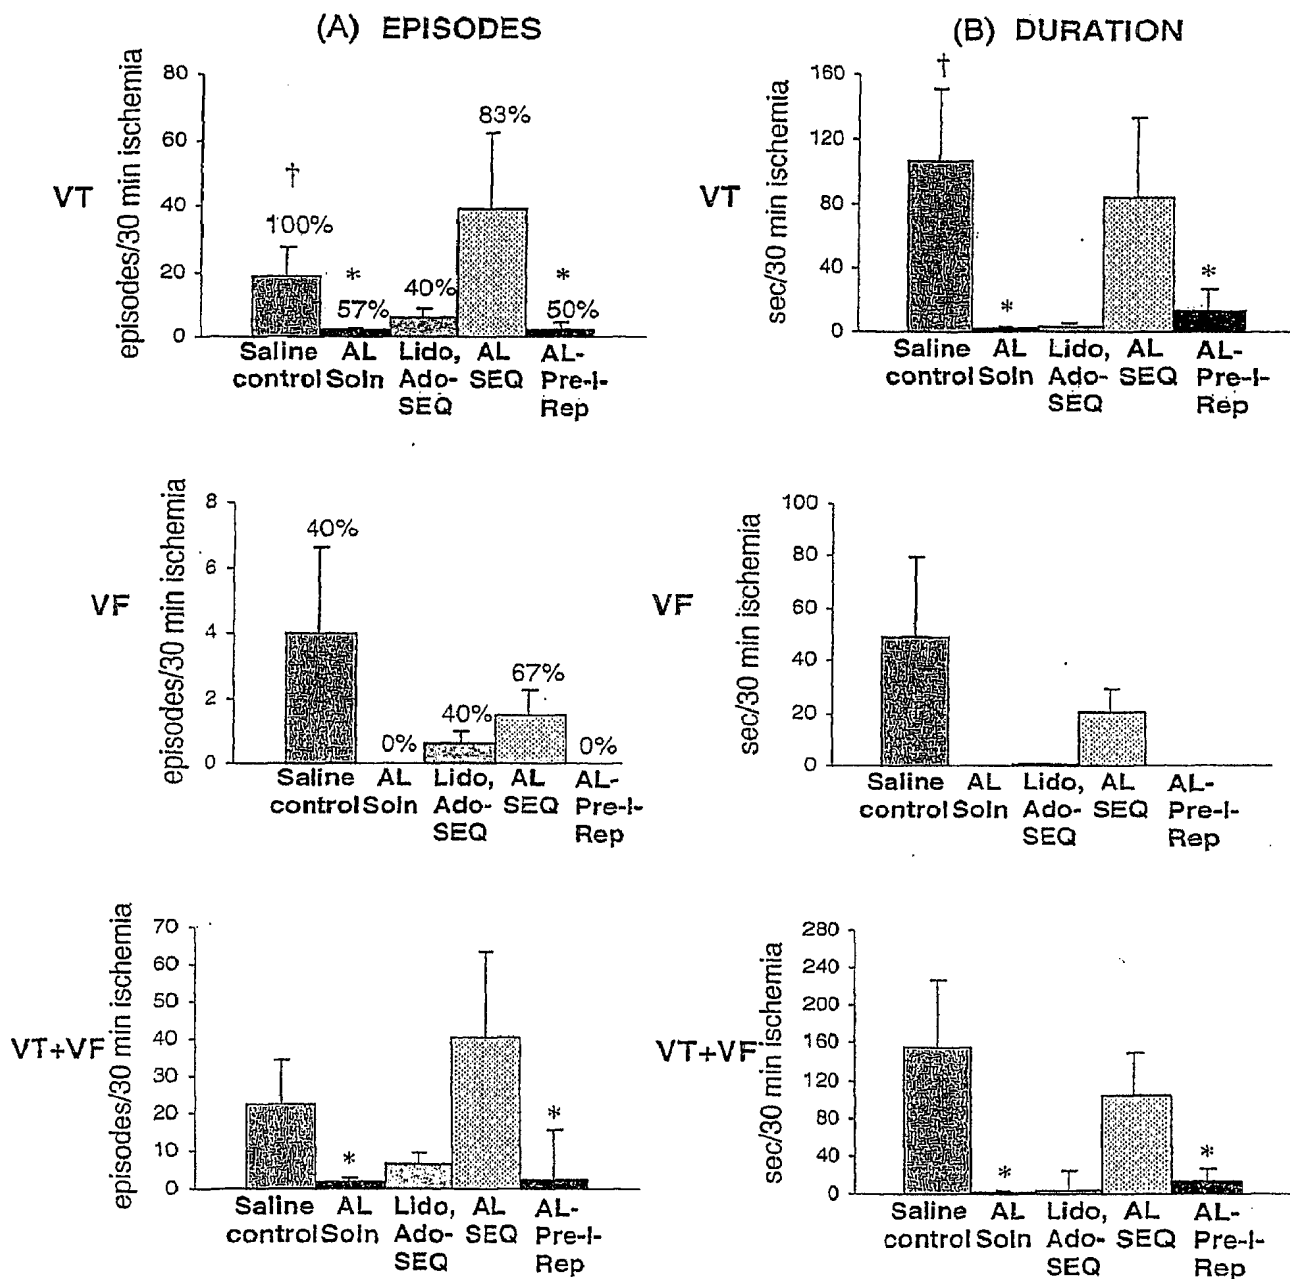 (A) EPISODES
VT
episodes/30 min ischemia
80
60
40
20
0
†
100%
*
57%
40%
83%
*
50%
Saline control
AL Soln
Lido, Ado- SEQ
AL SEQ
AL- Pre-I- Rep
(B) DURATION
VT
sec/30 min ischemia
160
120
80
40
0
†
*
*
Saline control
AL Soln
Lido, Ado- SEQ
AL SEQ
AL- Pre-I- Rep
VF
episodes/30 min ischemia
8
6
4
2
0
40%
0%
40%
67%
0%
Saline control
AL Soln
Lido, Ado- SEQ
AL SEQ
AL- Pre-I- Rep
VF
sec/30 min ischemia
100
80
60
40
20
0
Saline control
AL Soln
Lido, Ado- SEQ
AL SEQ
AL- Pre-I- Rep
VT+VF
episodes/30 min ischemia
70
60
50
40
30
20
10
0
*
*
Saline control
AL Soln
Lido, Ado- SEQ
AL SEQ
AL- Pre-I- Rep
VT+VF
sec/30 min ischemia
280
240
200
160
120
80
40
0
*
*
Saline control
AL Soln
Lido, Ado- SEQ
AL SEQ
AL- Pre-I- Rep